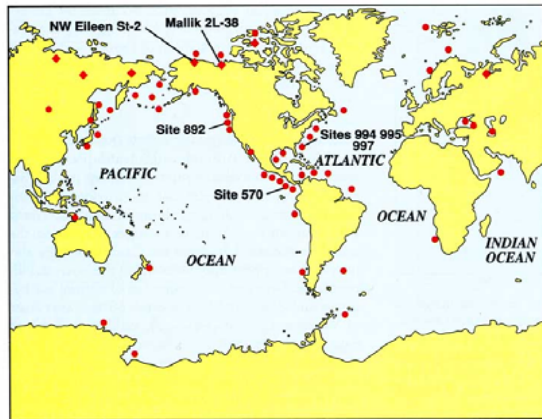 NW Eileen St-2
Mallik 2L-38
Site 892
Sites 994 995
997
ATLANTIC
PACIFIC
Site 570
OCEAN
INDIAN
OCEAN
OCEAN